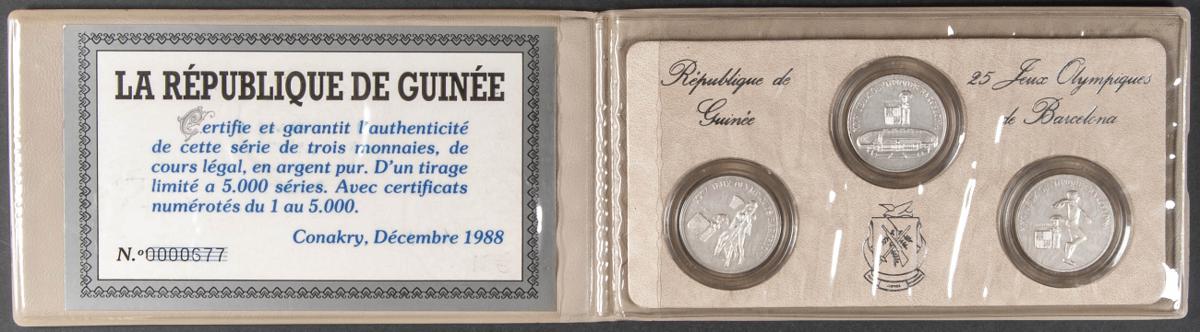 LA RÉPUBLIQUE DE GUINÉE
Certifie et garantit l'authenticité
de cette série de trois monnaies, de
cours légal, en argent pur. D'un tirage
limité a 5.000 séries. Avec certificats
numérotés du 1 au 5.000.
Conakry, Décembre 1988
N.º 0000677
République de
Guinée
25 Jeux Olympiques
de Barcelona